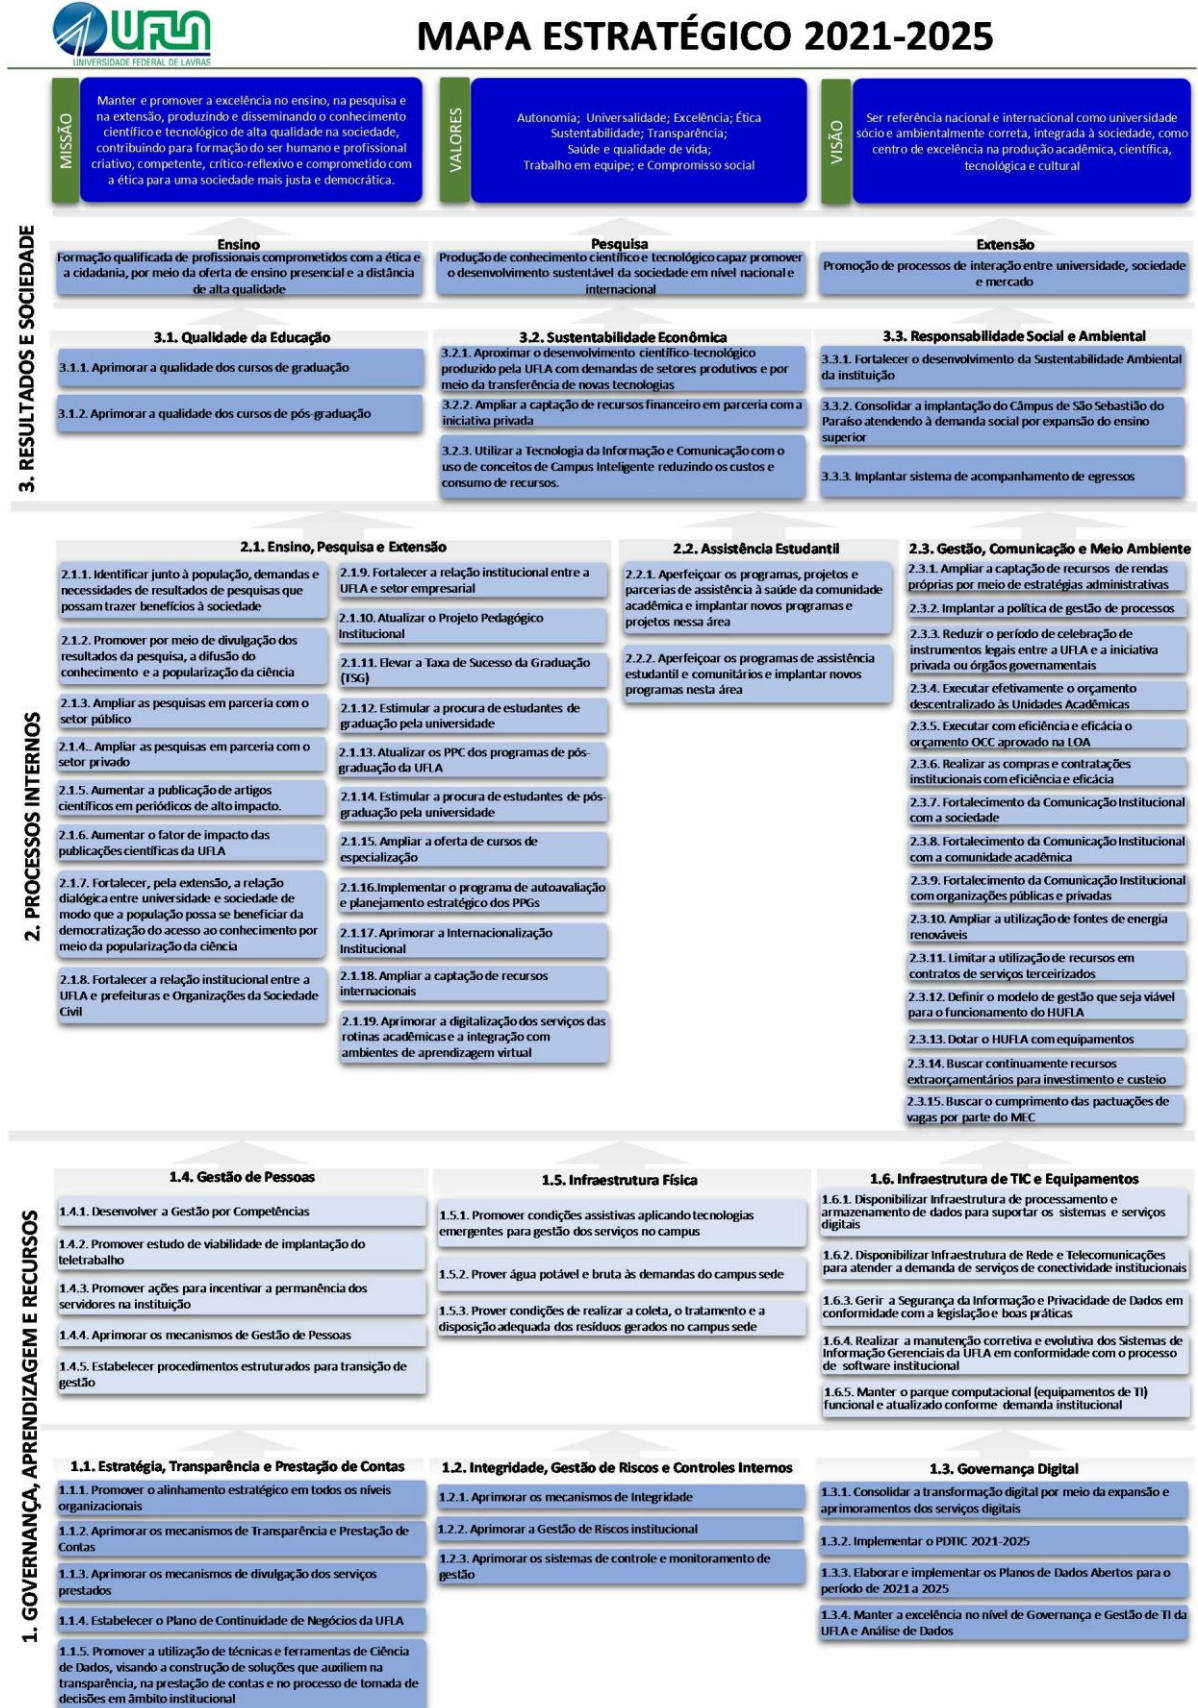 UFLA
UNIVERSIDADE FEDERAL DE LAVRAS
MAPA ESTRATÉGICO 2021-2025
MISSÃO
Manter e promover a excelência no ensino, na pesquisa e
na extensão, produzindo e disseminando o conhecimento
científico e tecnológico de alta qualidade na sociedade,
contribuindo para formação do ser humano e profissional
criativo, competente, crítico-reflexivo e comprometido com
a ética para uma sociedade mais justa e democrática.
VALORES
Autonomia; Universalidade; Excelência; Ética
Sustentabilidade; Transparência;
Saúde e qualidade de vida;
Trabalho em equipe; e Compromisso social
VISÃO
Ser referência nacional e internacional como universidade
sócio e ambientalmente correta, integrada à sociedade, como
centro de excelência na produção acadêmica, científica,
tecnológica e cultural
3. RESULTADOS E SOCIEDADE
Ensino
Formação qualificada de profissionais comprometidos com a ética e
a cidadania, por meio da oferta de ensino presencial e a distância
de alta qualidade
Pesquisa
Produção de conhecimento científico e tecnológico capaz promover
o desenvolvimento sustentável da sociedade em nível nacional e
internacional
Extensão
Promoção de processos de interação entre universidade, sociedade
e mercado
3.1. Qualidade da Educação
3.1.1. Aprimorar a qualidade dos cursos de graduação
3.1.2. Aprimorar a qualidade dos cursos de pós-graduação
3.2. Sustentabilidade Econômica
3.2.1. Aproximar o desenvolvimento científico-tecnológico
produzido pela UFLA com demandas de setores produtivos e por
meio da transferência de novas tecnologias
3.2.2. Ampliar a captação de recursos financeiro em parceria com a
iniciativa privada
3.2.3. Utilizar a Tecnologia da Informação e Comunicação com o
uso de conceitos de Campus Inteligente reduzindo os custos e
consumo de recursos.
3.3. Responsabilidade Social e Ambiental
3.3.1. Fortalecer o desenvolvimento da Sustentabilidade Ambiental
da instituição
3.3.2. Consolidar a implantação do Câmpus de São Sebastião do
Paraíso atendendo à demanda social por expansão do ensino
superior
3.3.3. Implantar sistema de acompanhamento de egressos
2. PROCESSOS INTERNOS
2.1. Ensino, Pesquisa e Extensão
2.1.1. Identificar junto à população, demandas e
necessidades de resultados de pesquisas que
possam trazer benefícios à sociedade
2.1.2. Promover por meio de divulgação dos
resultados da pesquisa, a difusão do
conhecimento e a popularização da ciência
2.1.3. Ampliar as pesquisas em parceria com o
setor público
2.1.4.. Ampliar as pesquisas em parceria com o
setor privado
2.1.5. Aumentar a publicação de artigos
científicos em periódicos de alto impacto.
2.1.6. Aumentar o fator de impacto das
publicações científicas da UFLA
2.1.7. Fortalecer, pela extensão, a relação
dialógica entre universidade e sociedade de
modo que a população possa se beneficiar da
democratização do acesso ao conhecimento por
meio da popularização da ciência
2.1.8. Fortalecer a relação institucional entre a
UFLA e prefeituras e Organizações da Sociedade
Civil
2.1.9. Fortalecer a relação institucional entre a
UFLA e setor empresarial
2.1.10. Atualizar o Projeto Pedagógico
Institucional
2.1.11. Elevar a Taxa de Sucesso da Graduação
(TSG)
2.1.12. Estimular a procura de estudantes de
graduação pela universidade
2.1.13. Atualizar os PPC dos programas de pós-
graduação da UFLA
2.1.14. Estimular a procura de estudantes de pós-
graduação pela universidade
2.1.15. Ampliar a oferta de cursos de
especialização
2.1.16.Implementar o programa de autoavaliação
e planejamento estratégico dos PPGs
2.1.17. Aprimorar a Internacionalização
Institucional
2.1.18. Ampliar a captação de recursos
internacionais
2.1.19. Aprimorar a digitalização dos serviços das
rotinas acadêmicas e a integração com
ambientes de aprendizagem virtual
2.2. Assistência Estudantil
2.2.1. Aperfeiçoar os programas, projetos e
parcerias de assistência à saúde da comunidade
acadêmica e implantar novos programas e
projetos nessa área
2.2.2. Aperfeiçoar os programas de assistência
estudantil e comunitários e implantar novos
programas nesta área
2.3. Gestão, Comunicação e Meio Ambiente
2.3.1. Ampliar a captação de recursos de rendas
próprias por meio de estratégias administrativas
2.3.2. Implantar a política de gestão de processos
2.3.3. Reduzir o período de celebração de
instrumentos legais entre a UFLA e a iniciativa
privada ou órgãos governamentais
2.3.4. Executar efetivamente o orçamento
descentralizado às Unidades Acadêmicas
2.3.5. Executar com eficiência e eficácia o
orçamento OCC aprovado na LOA
2.3.6. Realizar as compras e contratações
institucionais com eficiência e eficácia
2.3.7. Fortalecimento da Comunicação Institucional
com a sociedade
2.3.8. Fortalecimento da Comunicação Institucional
com a comunidade acadêmica
2.3.9. Fortalecimento da Comunicação Institucional
com organizações públicas e privadas
2.3.10. Ampliar a utilização de fontes de energia
renováveis
2.3.11. Limitar a utilização de recursos em
contratos de serviços terceirizados
2.3.12. Definir o modelo de gestão que seja viável
para o funcionamento do HUFLA
2.3.13. Dotar o HUFLA com equipamentos
2.3.14. Buscar continuamente recursos
extraorçamentários para investimento e custeio
2.3.15. Buscar o cumprimento das pactuações de
vagas por parte do MEC
1. GOVERNANÇA, APRENDIZAGEM E RECURSOS
1.4. Gestão de Pessoas
1.4.1. Desenvolver a Gestão por Competências
1.4.2. Promover estudo de viabilidade de implantação do
teletrabalho
1.4.3. Promover ações para incentivar a permanência dos
servidores na instituição
1.4.4. Aprimorar os mecanismos de Gestão de Pessoas
1.4.5. Estabelecer procedimentos estruturados para transição de
gestão
1.5. Infraestrutura Física
1.5.1. Promover condições assistivas aplicando tecnologias
emergentes para gestão dos serviços no campus
1.5.2. Prover água potável e bruta às demandas do campus sede
1.5.3. Prover condições de realizar a coleta, o tratamento e a
disposição adequada dos resíduos gerados no campus sede
1.6. Infraestrutura de TIC e Equipamentos
1.6.1. Disponibilizar Infraestrutura de processamento e
armazenamento de dados para suportar os sistemas e serviços
digitais
1.6.2. Disponibilizar Infraestrutura de Rede e Telecomunicações
para atender a demanda de serviços de conectividade institucionais
1.6.3. Gerir a Segurança da Informação e Privacidade de Dados em
conformidade com a legislação e boas práticas
1.6.4. Realizar a manutenção corretiva e evolutiva dos Sistemas de
Informação Gerenciais da UFLA em conformidade com o processo
de software institucional
1.6.5. Manter o parque computacional (equipamentos de TI)
funcional e atualizado conforme demanda institucional
1.1. Estratégia, Transparência e Prestação de Contas
1.1.1. Promover o alinhamento estratégico em todos os níveis
organizacionais
1.1.2. Aprimorar os mecanismos de Transparência e Prestação de
Contas
1.1.3. Aprimorar os mecanismos de divulgação dos serviços
prestados
1.1.4. Estabelecer o Plano de Continuidade de Negócios da UFLA
1.1.5. Promover a utilização de técnicas e ferramentas de Ciência
de Dados, visando a construção de soluções que auxiliem na
transparência, na prestação de contas e no processo de tomada de
decisões em âmbito institucional
1.2. Integridade, Gestão de Riscos e Controles Internos
1.2.1. Aprimorar os mecanismos de Integridade
1.2.2. Aprimorar a Gestão de Riscos institucional
1.2.3. Aprimorar os sistemas de controle e monitoramento de
gestão
1.3. Governança Digital
1.3.1. Consolidar a transformação digital por meio da expansão e
aprimoramentos dos serviços digitais
1.3.2. Implementar o PDTIC 2021-2025
1.3.3. Elaborar e implementar os Planos de Dados Abertos para o
período de 2021 a 2025
1.3.4. Manter a excelência no nível de Governança e Gestão de TI da
UFLA e Análise de Dados